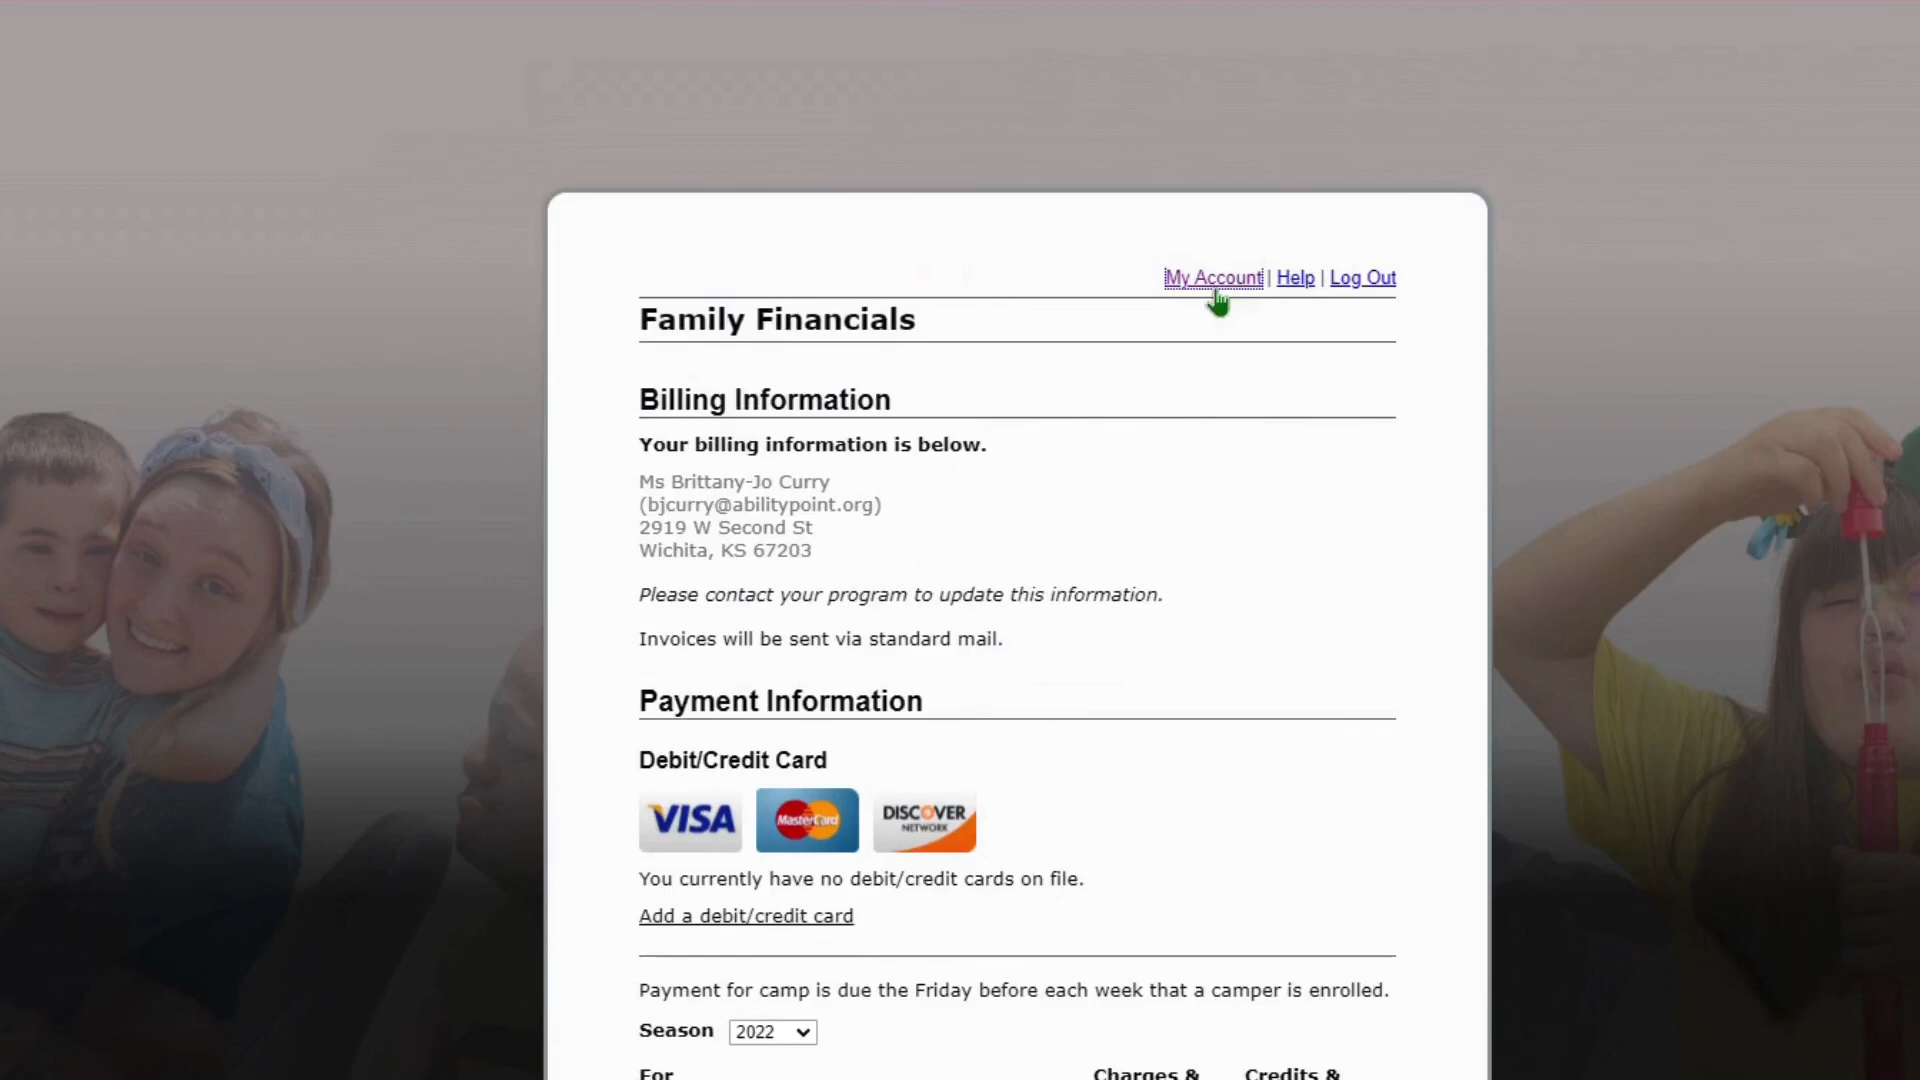 My Account | Help | Log Out
Family Financials
Billing Information
Your billing information is below.
Ms Brittany-Jo Curry
(bjcurry@abilitypoint.org)
2919 W Second St
Wichita, KS 67203
Please contact your program to update this information.
Invoices will be sent via standard mail.
Payment Information
Debit/Credit Card
VISA MasterCard DISCOVER
NETWORK
You currently have no debit/credit cards on file.
Add a debit/credit card
Payment for camp is due the Friday before each week that a camper is enrolled.
Season 2022
For Charges & Credits &